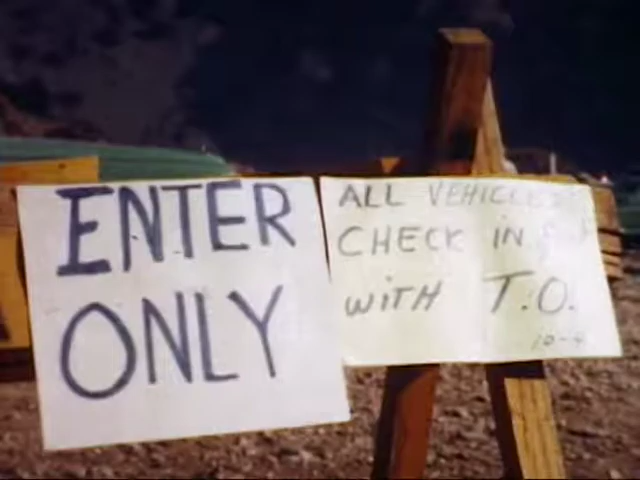 ENTER
ONLY
ALL VEHICLES
CHECK IN
WITH T.O.
10-4